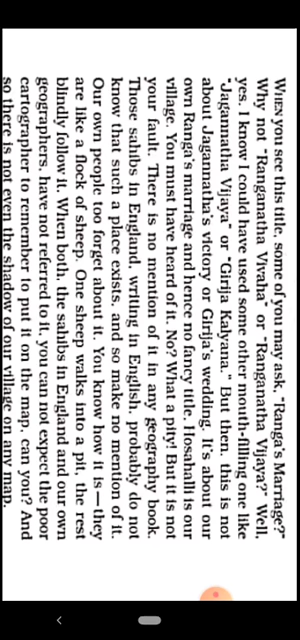 WHEN you see this title, some of you may ask, "Ranga's Marriage?"
Why not "Ranganatha Vivaha" or "Ranganatha Vijaya?" Well,
yes. I know I could have used some other mouth-filling one like
"Jagannatha Vijaya" or "Girija Kalyana." But then, this is not
about Jagannatha's victory or Girija's wedding. It's about our
own Ranga's marriage and hence no fancy title. Hosahalli is our
village. You must have heard of it. No? What a pity! But it is not
your fault. There is no mention of it in any geography book.
Those sahibs in England, writing in English, probably do not
know that such a place exists, and so make no mention of it.
Our own people too forget about it. You know how it is — they
are like a flock of sheep. One sheep walks into a pit, the rest
blindly follow it. When both, the sahibs in England and our own
geographers, have not referred to it, you can not expect the poor
cartographer to remember to put it on the map, can you? And
so there is not even the shadow of our village on any map.